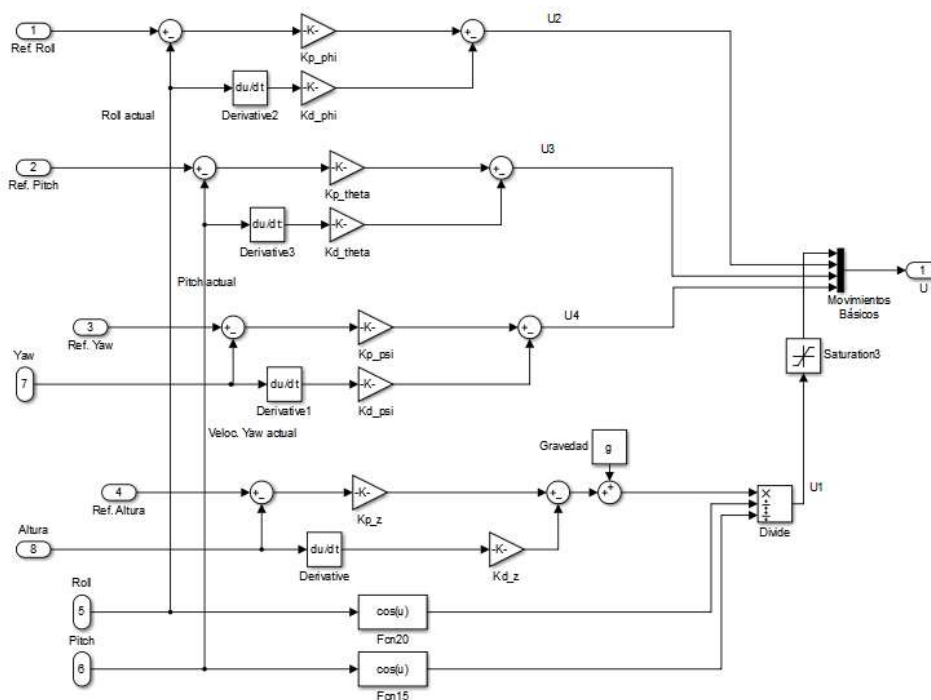 1
Ref. Roll
+
_
-K-
Kp_phi
+
_
U2
du/dt
Derivative2
-K-
Kd_phi
Roll actual
2
Ref. Pitch
+
_
-K-
Kp_theta
+
_
U3
du/dt
Derivative3
-K-
Kd_theta
Pitch actual
3
Ref. Yaw
+
_
-K-
Kp_psi
+
_
U4
Movimientos
Básicos
1
U
Yaw
7
du/dt
Derivative1
-K-
Kd_psi
Saturation3
Veloc. Yaw actual
Gravedad
g
4
Ref. Altura
+
_
-K-
Kp_z
+
_
+
+
U1
×
÷
÷
Divide
Altura
8
du/dt
Derivative
-K-
Kd_z
Roll
5
cos(u)
Fcn20
Pitch
6
cos(u)
Fcn15